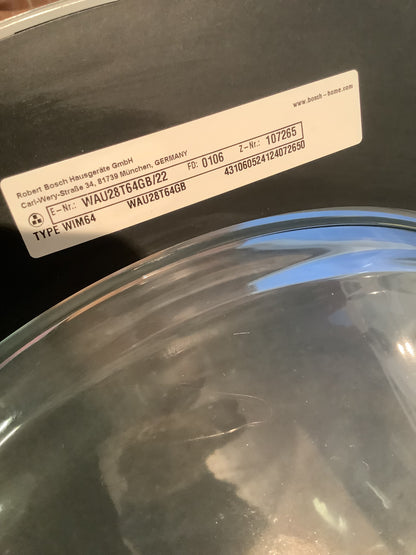 www.bosch-home.com
Robert Bosch Hausgeräte GmbH
Carl-Wery-Straße 34, 81739 München, GERMANY
E-Nr.: WAU28T64GB/22 FD: 0106 Z-Nr.: 107265
TYPE WIM64 WAU28T64GB 431060524124072650